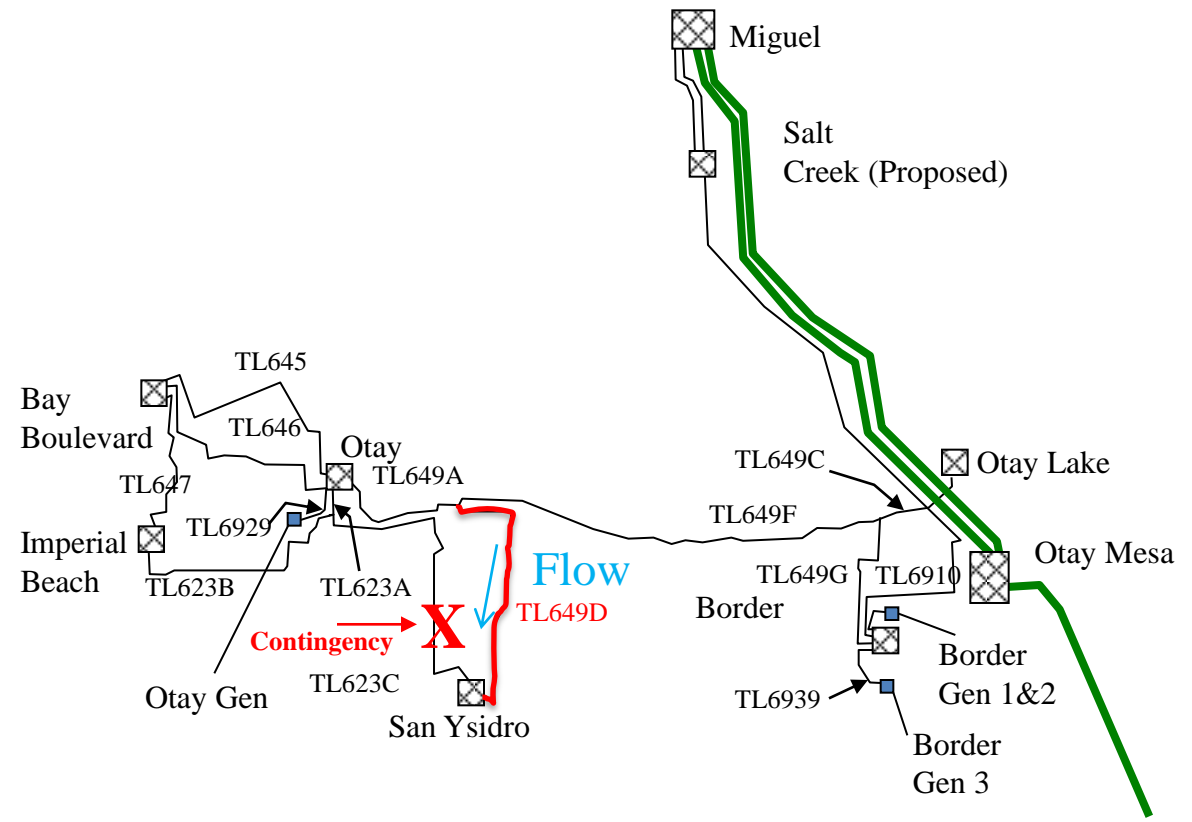 Miguel
Salt
Creek (Proposed)
TL645
Bay
Boulevard
TL646
Otay
TL649A
TL649C
Otay Lake
TL647
TL6929
TL649F
Imperial
Beach
TL623B
TL623A
Flow
TL649D
TL649G
TL6910
Otay Mesa
Border
Contingency
X
TL623C
Otay Gen
San Ysidro
TL6939
Border
Gen 1&2
Border
Gen 3